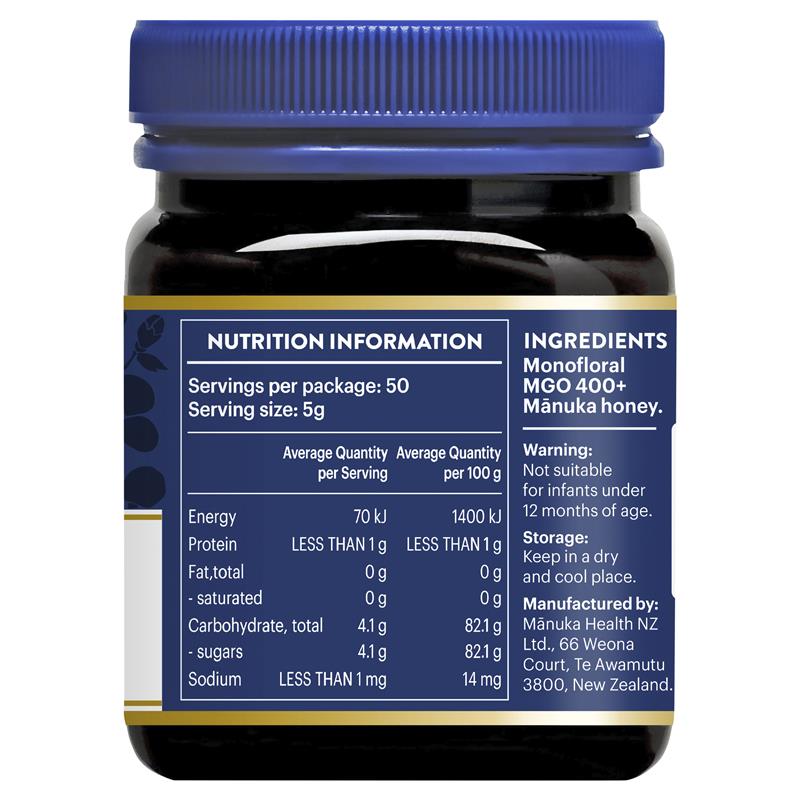 NUTRITION INFORMATION
Servings per package: 50
Serving size: 5g
Average Quantity per Serving Average Quantity per 100 g
Energy 70 kJ 1400 kJ
Protein LESS THAN 1 g LESS THAN 1 g
Fat,total 0 g 0 g
- saturated 0 g 0 g
Carbohydrate, total 4.1 g 82.1 g
- sugars 4.1 g 82.1 g
Sodium LESS THAN 1 mg 14 mg
INGREDIENTS
Monofloral
MGO 400+
Mānuka honey.
Warning:
Not suitable
for infants under
12 months of age.
Storage:
Keep in a dry
and cool place.
Manufactured by:
Mānuka Health NZ
Ltd., 66 Weona
Court, Te Awamutu
3800, New Zealand.